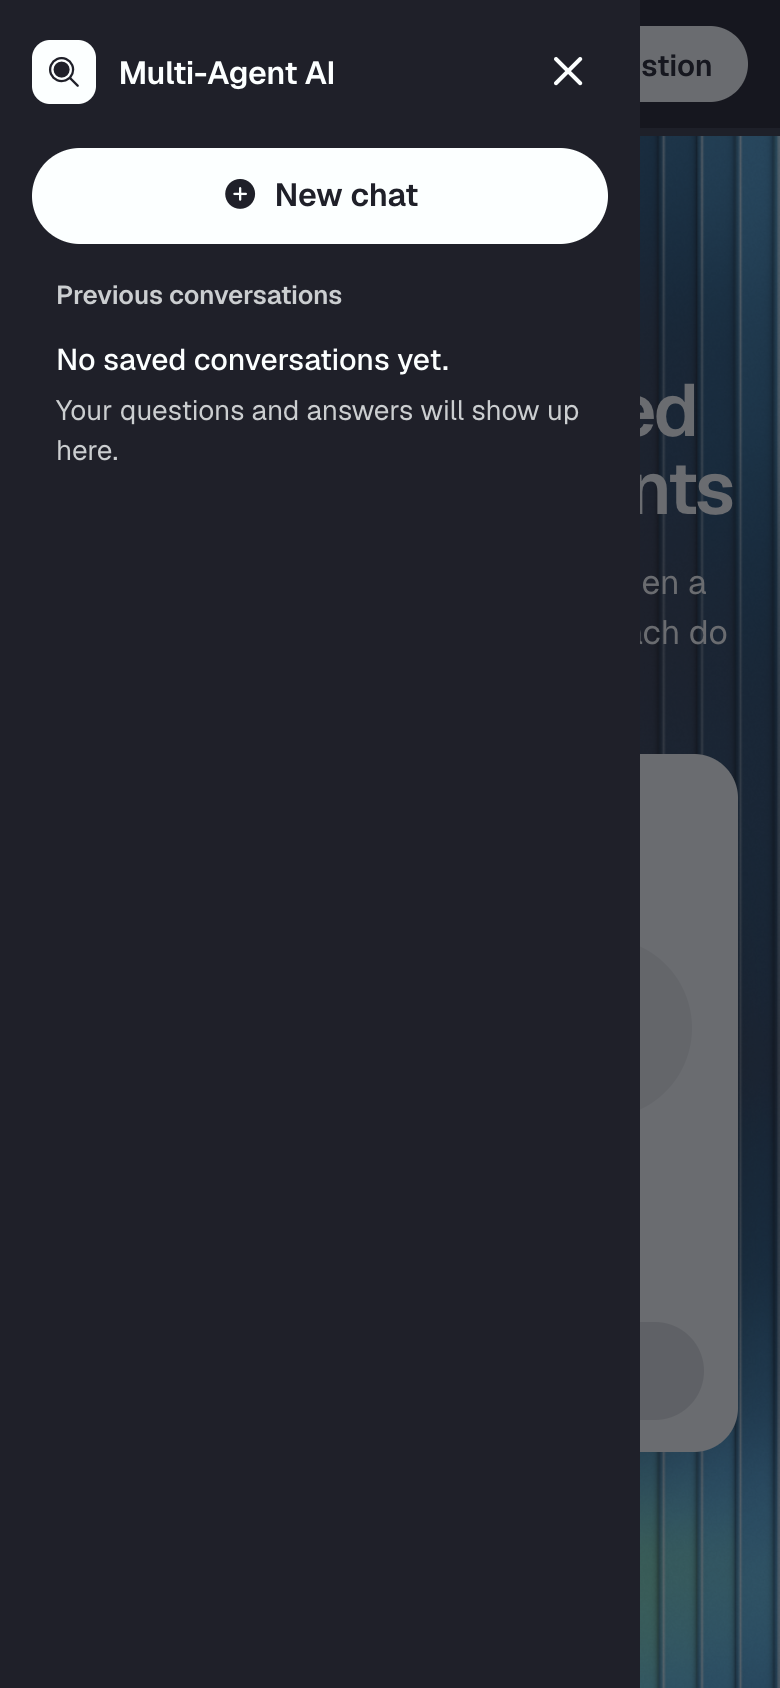 Multi-Agent AI
New chat
Previous conversations
No saved conversations yet.
Your questions and answers will show up
here.